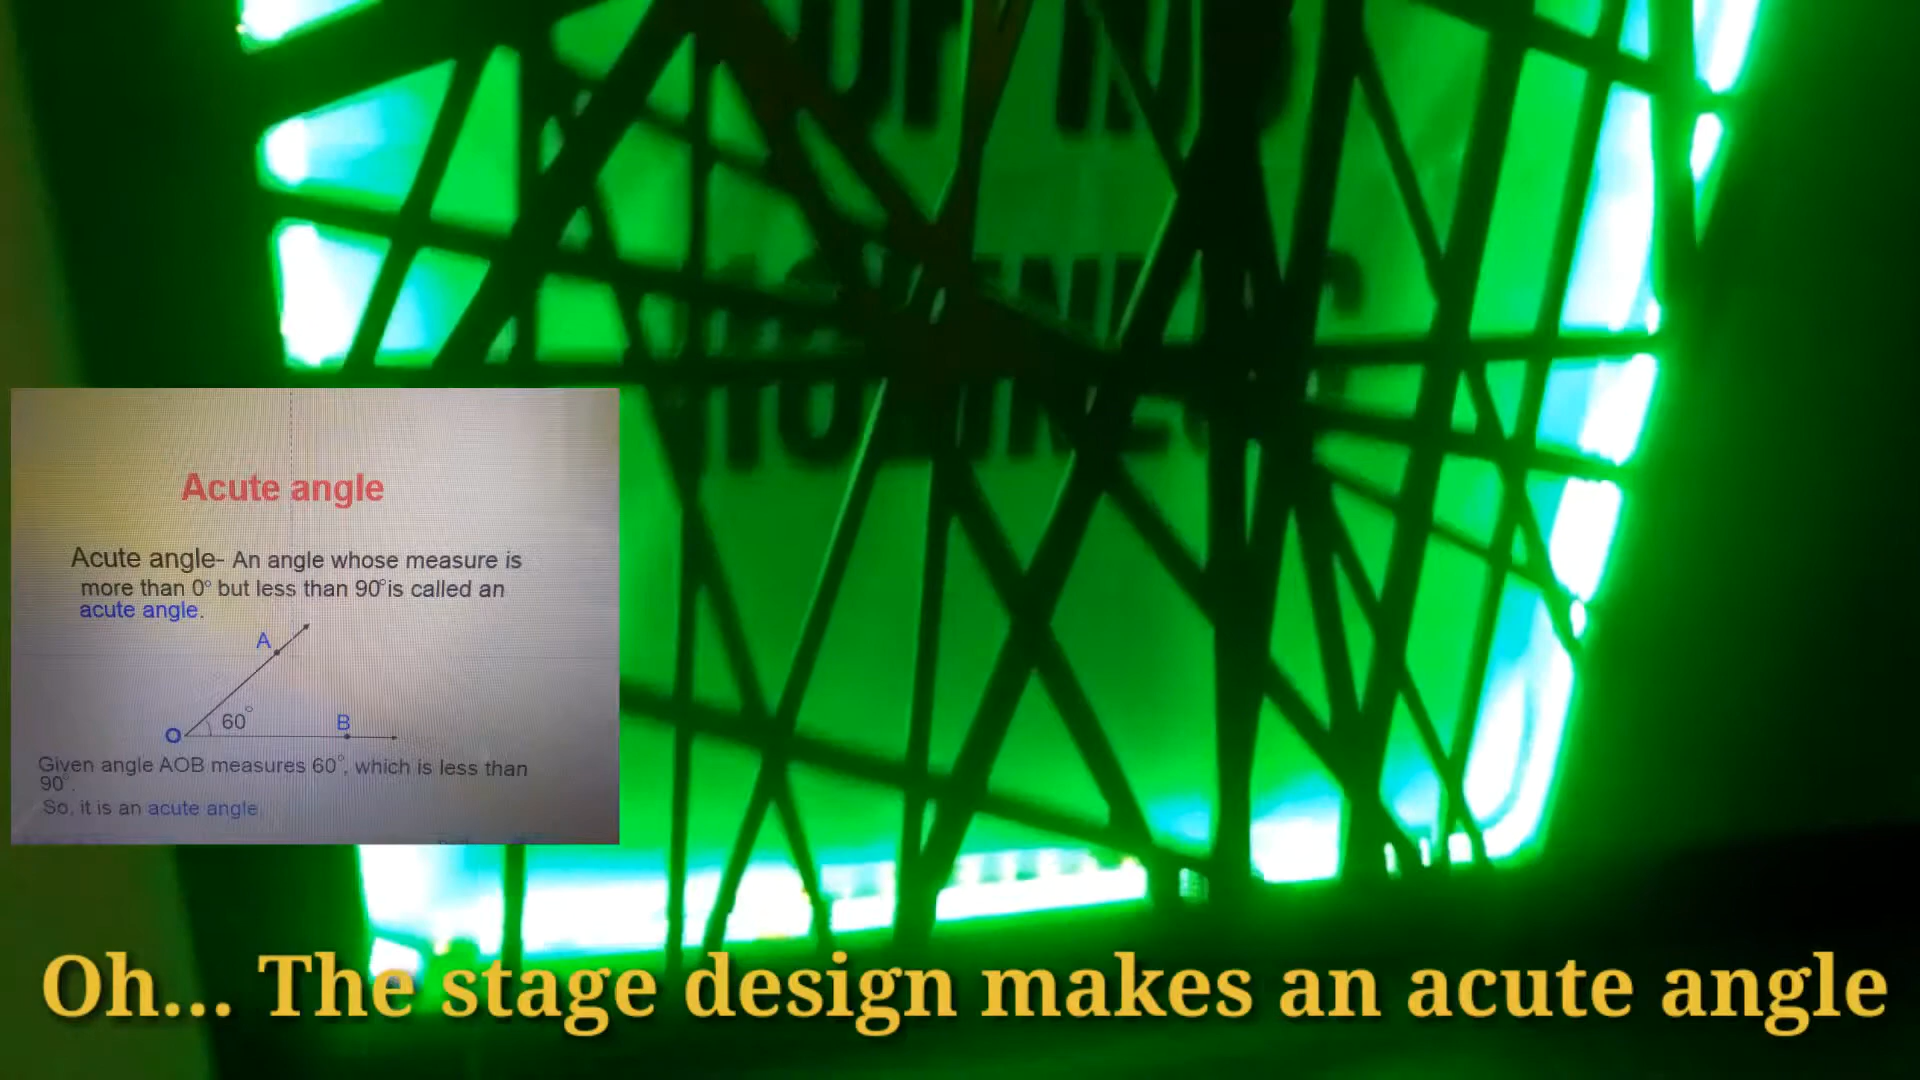 Acute angle
Acute angle- An angle whose measure is
more than 0° but less than 90° is called an
acute angle.
A
60°
O
B
Given angle AOB measures 60°, which is less than
90°.
So, it is an acute angle
Oh... The stage design makes an acute angle